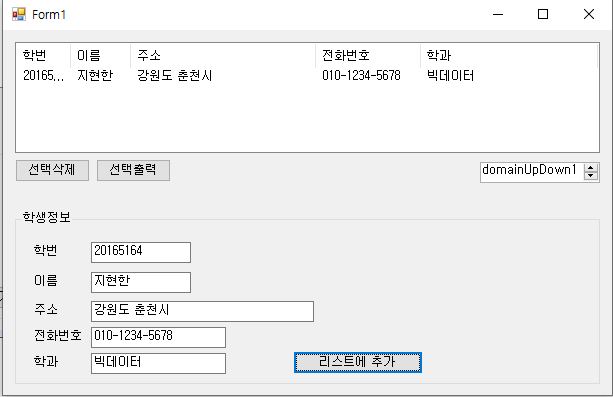 Form1
학번 이름 주소 전화번호 학과
20165... 지현한 강원도 춘천시 010-1234-5678 빅데이터
선택삭제 선택출력 domainUpDown1
학생정보
학번 20165164
이름 지현한
주소 강원도 춘천시
전화번호 010-1234-5678
학과 빅데이터 리스트에 추가